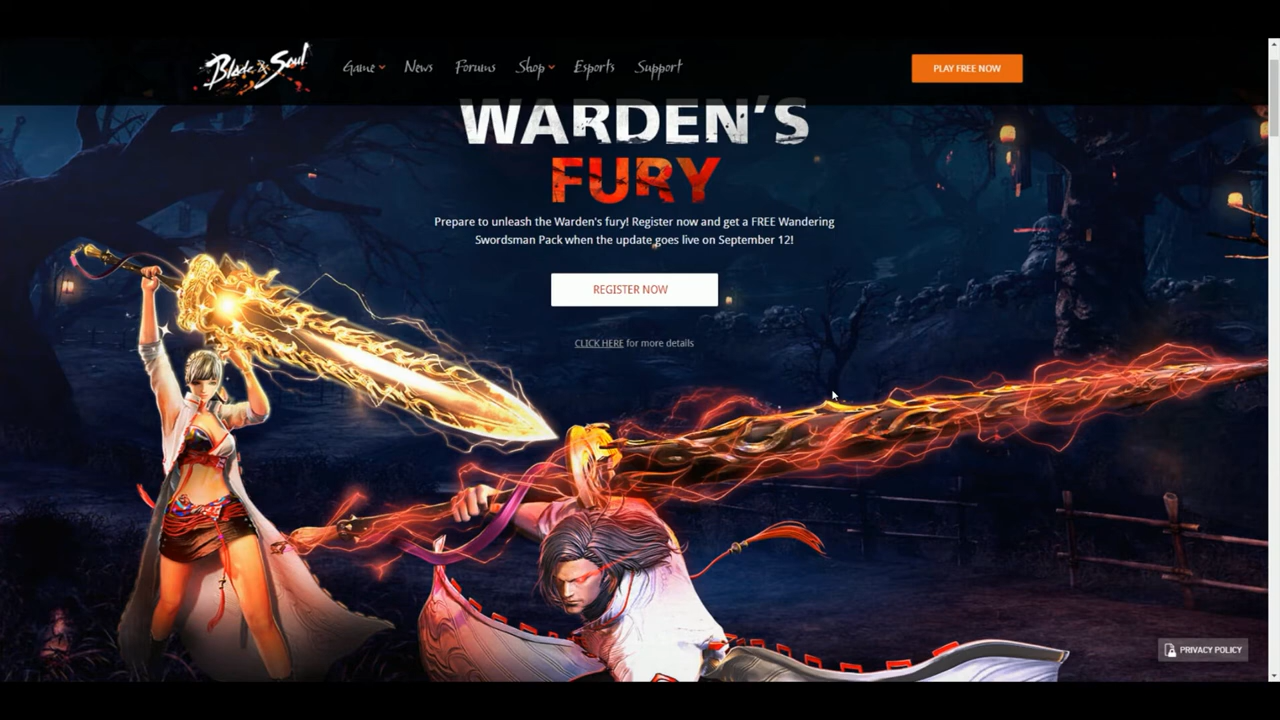 Blade & Soul
Game News Forums Shop Esports Support
PLAY FREE NOW
WARDEN'S
FURY
Prepare to unleash the Warden's fury! Register now and get a FREE Wandering
Swordsman Pack when the update goes live on September 12!
REGISTER NOW
CLICK HERE for more details
PRIVACY POLICY